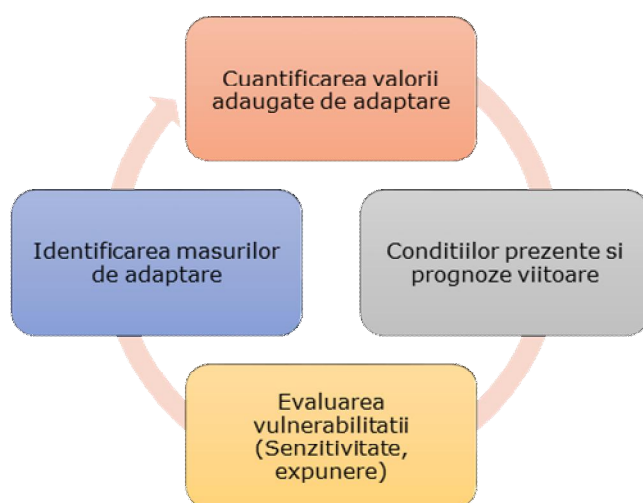 Cuantificarea valorii
adaugate de adaptare
Conditiilor prezente si
prognoze viitoare
Evaluarea
vulnerabilitatii
(Senzitivitate,
expunere)
Identificarea masurilor
de adaptare